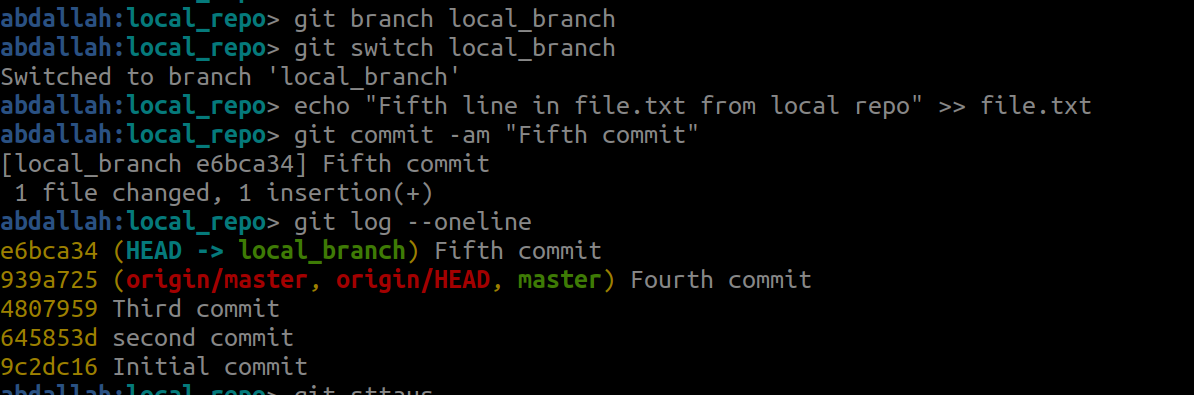 abdallah:local_repo> git branch local_branch
abdallah:local_repo> git switch local_branch
Switched to branch 'local_branch'
abdallah:local_repo> echo "Fifth line in file.txt from local repo" >> file.txt
abdallah:local_repo> git commit -am "Fifth commit"
[local_branch e6bca34] Fifth commit
 1 file changed, 1 insertion(+)
abdallah:local_repo> git log --oneline
e6bca34 (HEAD -> local_branch) Fifth commit
939a725 (origin/master, origin/HEAD, master) Fourth commit
4807959 Third commit
645853d second commit
9c2dc16 Initial commit
abdallah:local_repo> git sttaus